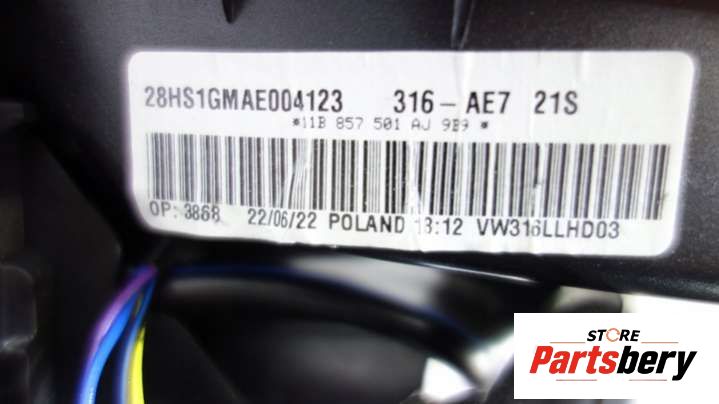 28HS1GMAE004123 316-AE7 21S
*11B 857 501 AJ 9B9 *
OP: 3868 22/06/22 POLAND 13:12 VW316LLHD03
STORE
Partsbery